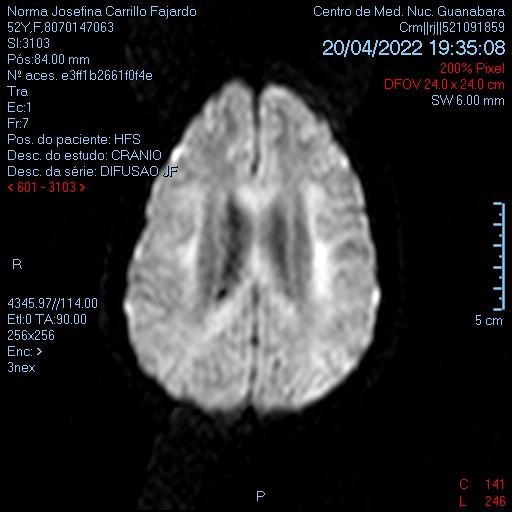 Norma Josefina Carrillo Fajardo
52Y,F,8070147063
Sl:3103
Pós:84.00 mm
Nº aces. e3ff1b2661f0f4e
Tra
Ec:1
Fr:7
Pos. do paciente: HFS
Desc. do estudo: CRANIO
Desc. da série: DIFUSAO JF
< 601 - 3103 >
Centro de Med. Nuc. Guanabara
Crm||rj||521091859
20/04/2022 19:35:08
200% Pixel
DFOV 24.0 x 24.0 cm
SW 6.00 mm
R
5 cm
4345.97//114.00
Etl:0 TA:90.00
256x256
Enc: >
3nex
P
C 141
L 246